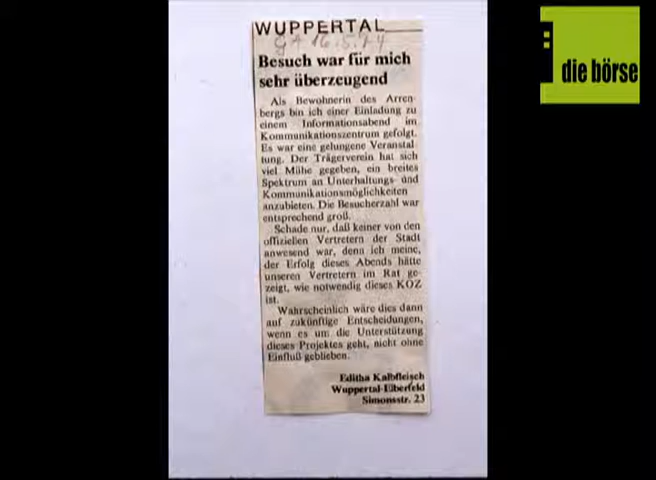 WUPPERTAL
GA 16.5.74
Besuch war für mich
sehr überzeugend
Als Bewohnerin des Arren-
bergs bin ich einer Einladung zu
einem Informationsabend im
Kommunikationszentrum gefolgt.
Es war eine gelungene Veranstal-
tung. Der Trägerverein hat sich
viel Mühe gegeben, ein breites
Spektrum an Unterhaltungs- und
Kommunikationsmöglichkeiten
anzubieten. Die Besucherzahl war
entsprechend groß.
Schade nur, daß keiner von den
offiziellen Vertretern der Stadt
anwesend war, denn ich meine,
der Erfolg dieses Abends hätte
unseren Vertretern im Rat ge-
zeigt, wie notwendig dieses KOZ
ist.
Wahrscheinlich wäre dies dann
auf zukünftige Entscheidungen,
wenn es um die Unterstützung
dieses Projektes geht, nicht ohne
Einfluß geblieben.
Editha Kalbfleisch
Wuppertal-Elberfeld
Simonsstr. 23
die börse